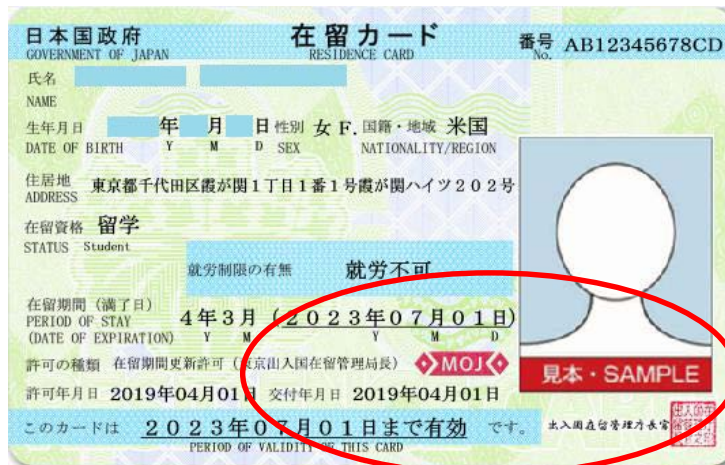 日本国政府 在留カード 番号 AB12345678CD
GOVERNMENT OF JAPAN RESIDENCE CARD No.
氏名
NAME
生年月日 年 月 日 性別 女 F. 国籍・地域 米国
DATE OF BIRTH Y M D SEX NATIONALITY/REGION
住居地 東京都千代田区霞が関1丁目1番1号霞が関ハイツ202号
ADDRESS
在留資格 留学
STATUS Student
就労制限の有無 就労不可
在留期間(満了日) 4年3月(2023年07月01日)
PERIOD OF STAY
(DATE OF EXPIRATION) Y M Y M D
許可の種類 在留期間更新許可(東京出入国在留管理局長) MOJ
見本・SAMPLE
許可年月日 2019年04月01日 交付年月日 2019年04月01日
このカードは 2023年07月01日まで有効 です。 出入国在留管理庁長官
PERIOD OF VALIDITY OF THIS CARD